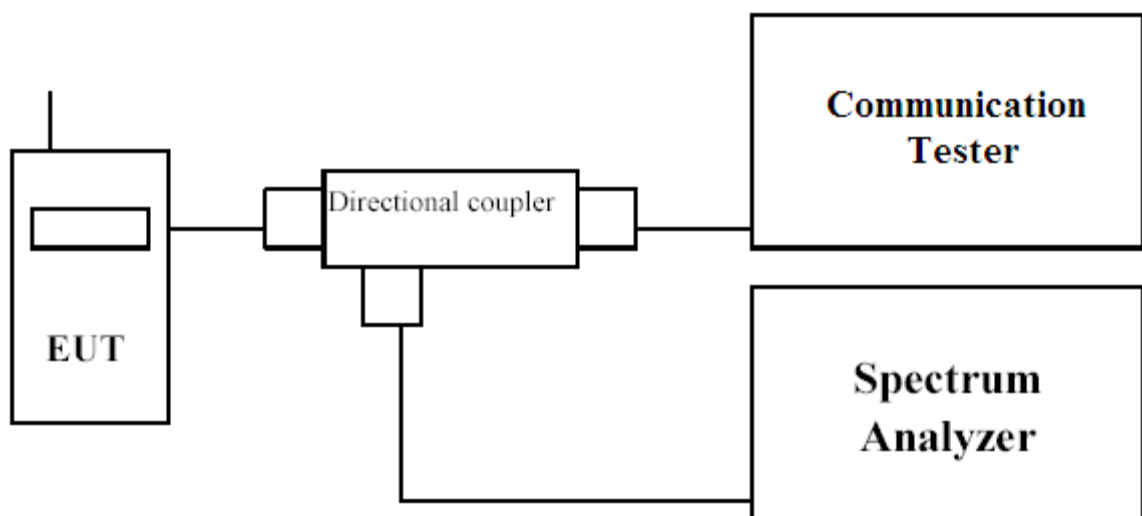 Communication
Tester
Directional coupler
EUT
Spectrum
Analyzer